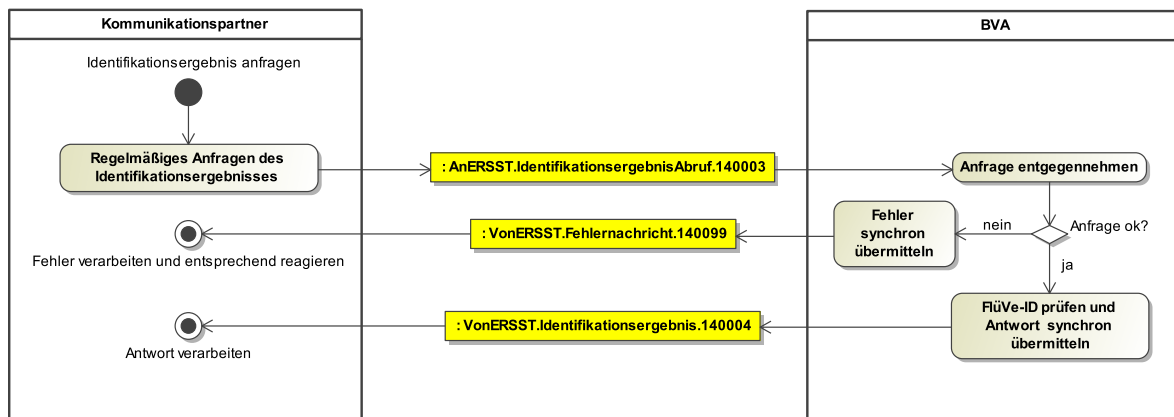 Kommunikationspartner
BVA
Identifikationsergebnis anfragen
Regelmäßiges Anfragen des
Identifikationsergebnisses
: AnERSST.IdentifikationsergebnisAbruf.140003
Anfrage entgegennehmen
Fehler verarbeiten und entsprechend reagieren
: VonERSST.Fehlernachricht.140099
Fehler
synchron
übermitteln
nein
Anfrage ok?
ja
Antwort verarbeiten
: VonERSST.Identifikationsergebnis.140004
FlüVe-ID prüfen und
Antwort synchron
übermitteln